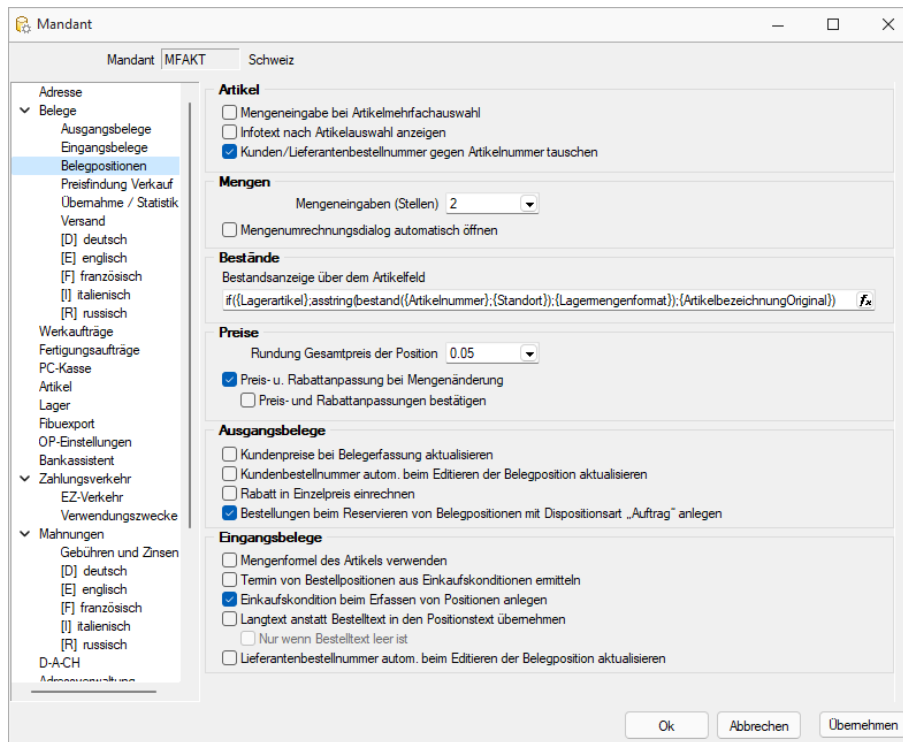 Mandant
Mandant MFAKT Schweiz
Adresse
Belege
Ausgangsbelege
Eingangsbelege
Belegpositionen
Preisfindung Verkauf
Übernahme / Statistik
Versand
[D] deutsch
[E] englisch
[F] französisch
[I] italienisch
[R] russisch
Werkaufträge
Fertigungsaufträge
PC-Kasse
Artikel
Lager
Fibuexport
OP-Einstellungen
Bankassistent
Zahlungsverkehr
EZ-Verkehr
Verwendungszwecke
Mahnungen
Gebühren und Zinsen
[D] deutsch
[E] englisch
[F] französisch
[I] italienisch
[R] russisch
D-A-CH
Adressverwaltung
Artikel
Mengeneingabe bei Artikelmehrfachauswahl
Infotext nach Artikelauswahl anzeigen
Kunden/Lieferantenbestellnummer gegen Artikelnummer tauschen
Mengen
Mengeneingaben (Stellen) 2
Mengenumrechnungsdialog automatisch öffnen
Bestände
Bestandsanzeige über dem Artikelfeld
if({Lagerartikel};asstring(bestand({Artikelnummer};{Standort});{Lagermengenformat});{ArtikelbezeichnungOriginal}) fx
Preise
Rundung Gesamtpreis der Position 0.05
Preis- u. Rabattanpassung bei Mengenänderung
Preis- und Rabattanpassungen bestätigen
Ausgangsbelege
Kundenpreise bei Belegerfassung aktualisieren
Kundenbestellnummer autom. beim Editieren der Belegposition aktualisieren
Rabatt in Einzelpreis einrechnen
Bestellungen beim Reservieren von Belegpositionen mit Dispositionsart „Auftrag" anlegen
Eingangsbelege
Mengenformel des Artikels verwenden
Termin von Bestellpositionen aus Einkaufskonditionen ermitteln
Einkaufskondition beim Erfassen von Positionen anlegen
Langtext anstatt Bestelltext in den Positionstext übernehmen
Nur wenn Bestelltext leer ist
Lieferantenbestellnummer autom. beim Editieren der Belegposition aktualisieren
Ok Abbrechen Übernehmen